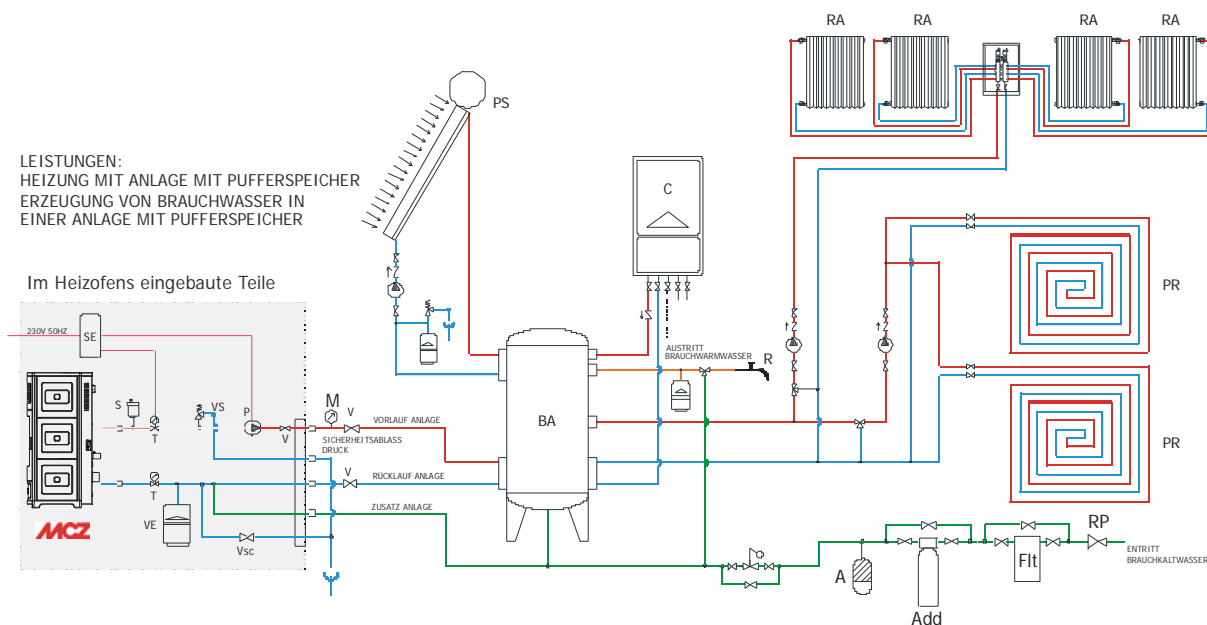 RA
RA
RA
RA
PS
LEISTUNGEN:
HEIZUNG MIT ANLAGE MIT PUFFERSPEICHER
ERZEUGUNG VON BRAUCHWASSER IN
EINER ANLAGE MIT PUFFERSPEICHER
C
Im Heizofens eingebaute Teile
PR
230V 50HZ
SE
AUSTRITT
BRAUCHWARMWASSER
R
S
VS
P
M
V
T
V
VORLAUF ANLAGE
SICHERHEITSABLASS
DRUCK
BA
PR
V
RÜCKLAUF ANLAGE
T
ZUSATZ ANLAGE
MCZ
VE
Vsc
RP
A
Flt
ENTRITT
BRAUCHKALTWASSER
Add